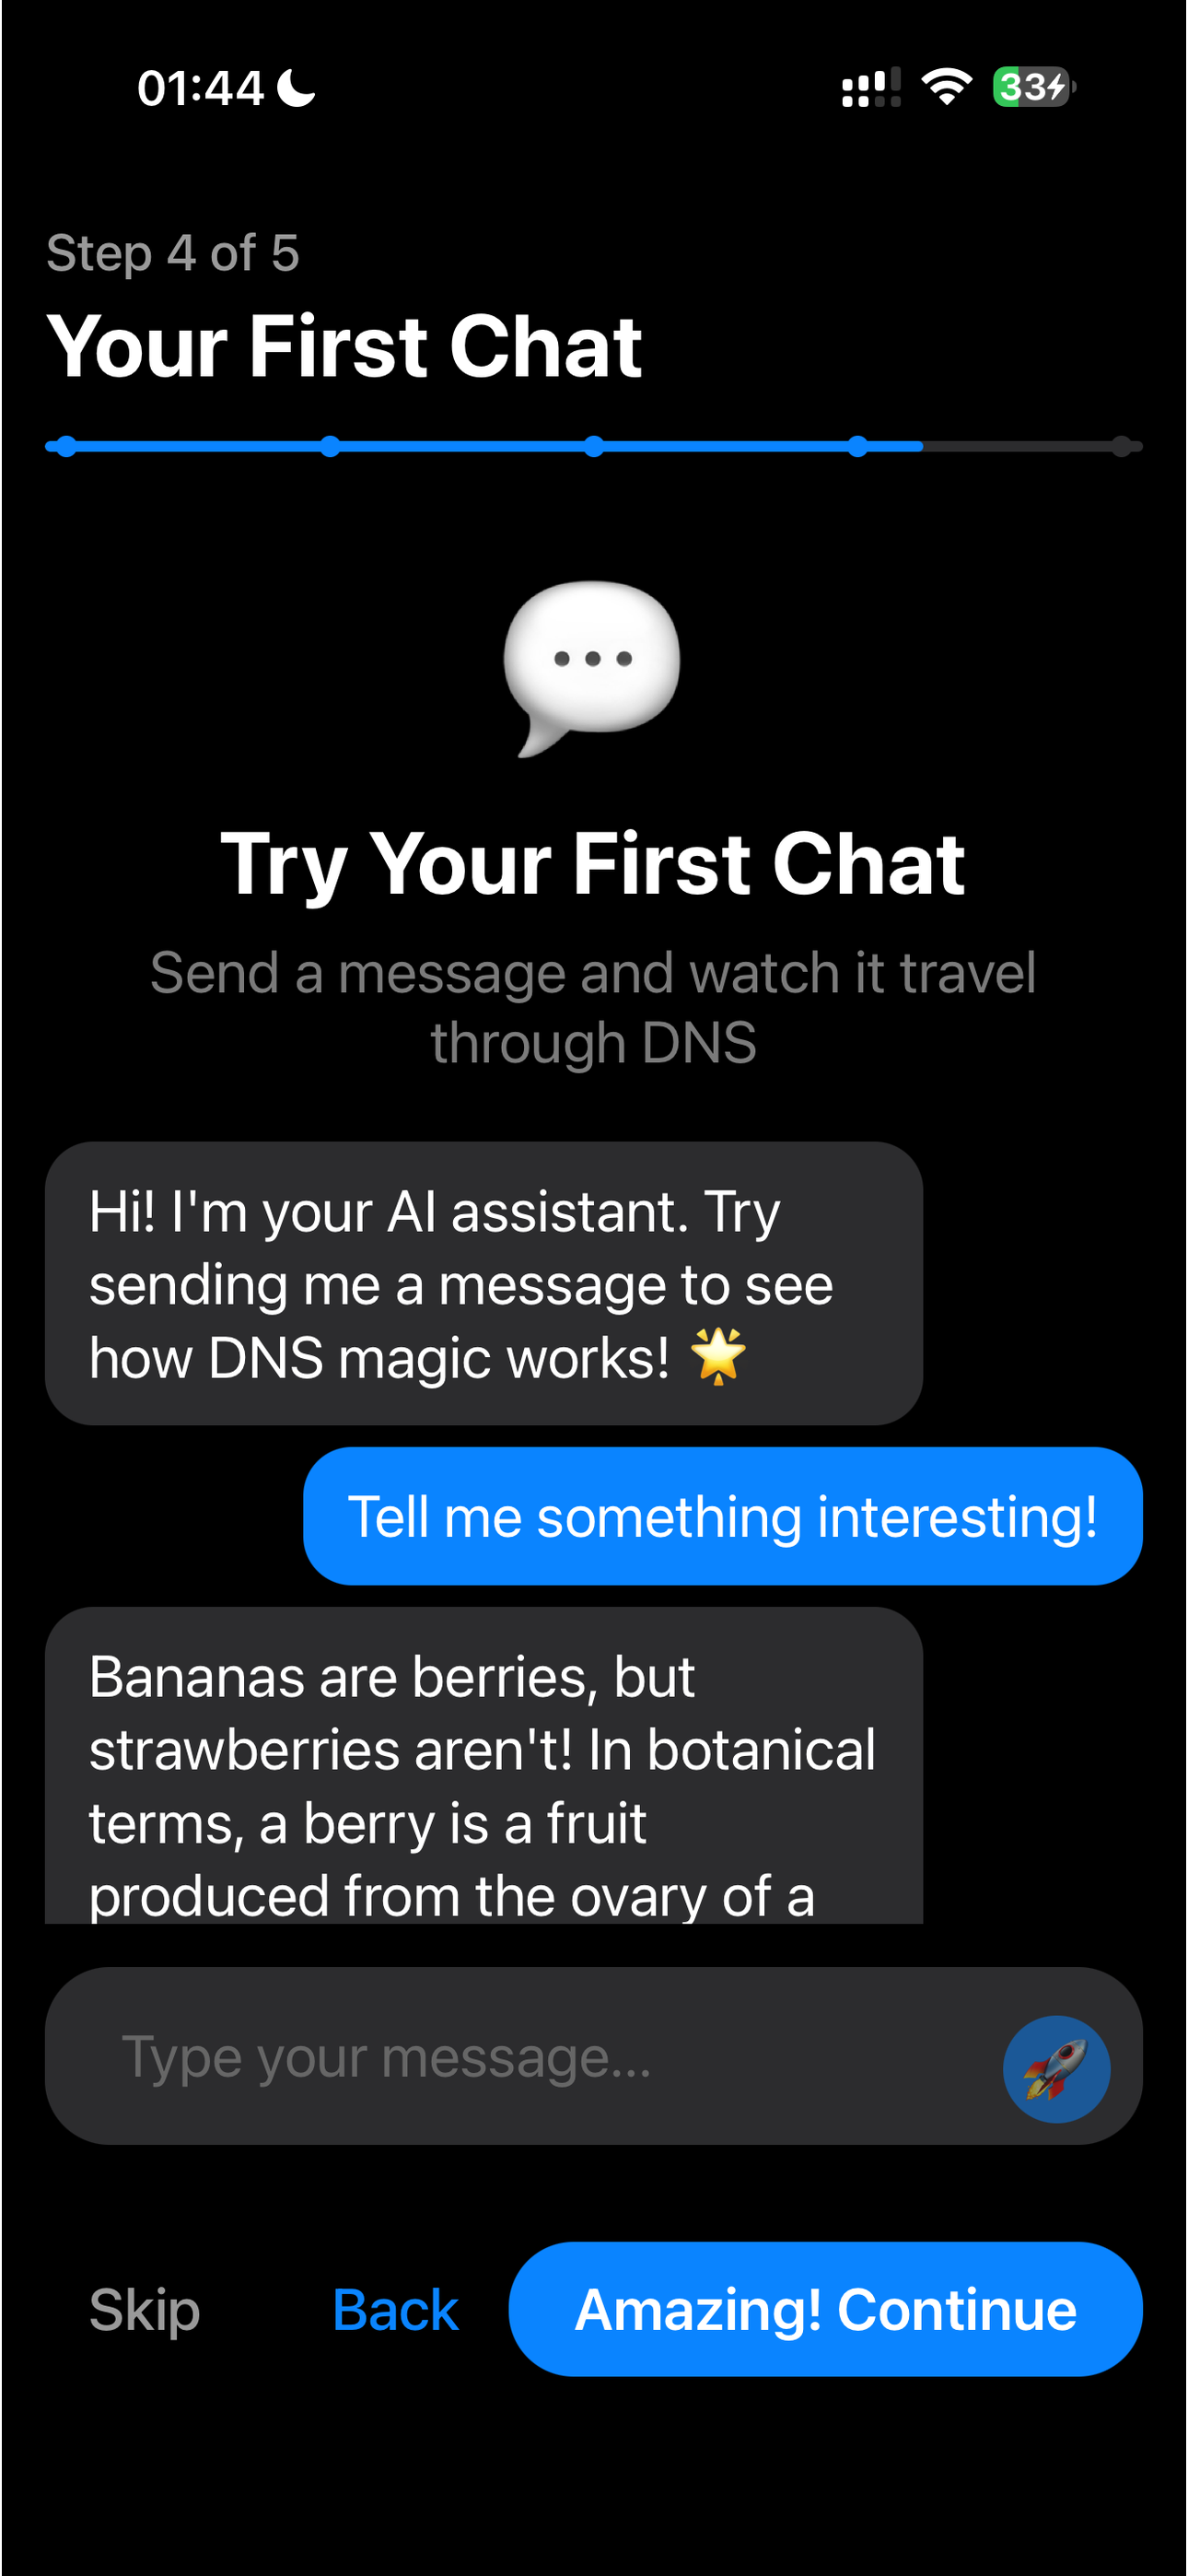 01:44
33
Step 4 of 5
Your First Chat
Try Your First Chat
Send a message and watch it travel
through DNS
Hi! I'm your AI assistant. Try
sending me a message to see
how DNS magic works! 🌟
Tell me something interesting!
Bananas are berries, but
strawberries aren't! In botanical
terms, a berry is a fruit
produced from the ovary of a
Type your message...
Skip
Back
Amazing! Continue